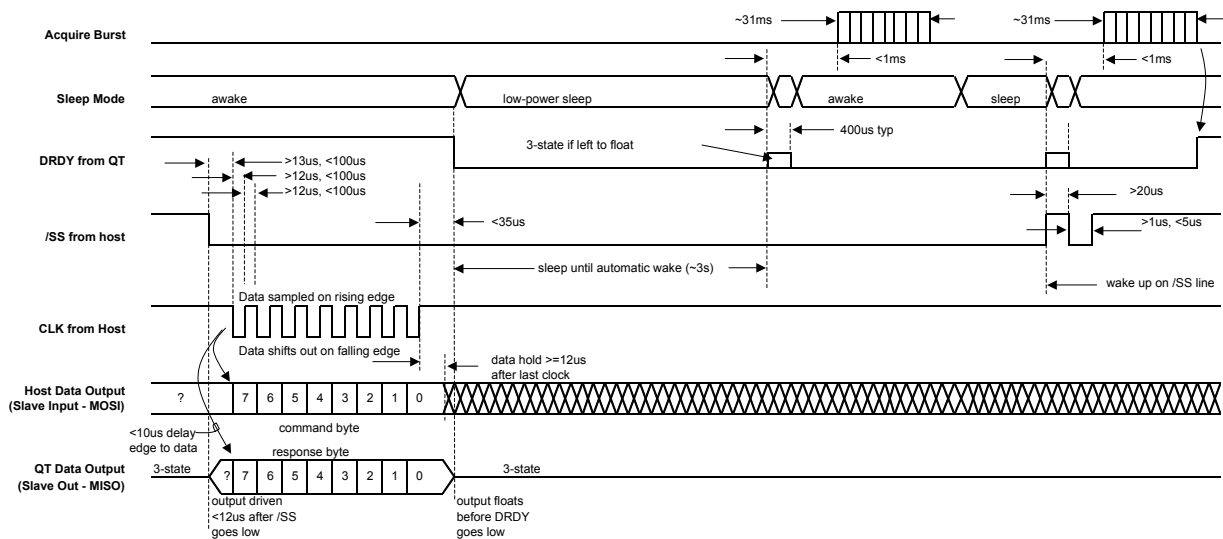 ~31ms
~31ms
Acquire Burst
<1ms
<1ms
Sleep Mode
awake
low-power sleep
awake
sleep
400us typ
3-state if left to float
DRDY from QT
>13us, <100us
>12us, <100us
>12us, <100us
>20us
<35us
>1us, <5us
/SS from host
sleep until automatic wake (~3s)
wake up on /SS line
Data sampled on rising edge
CLK from Host
Data shifts out on falling edge
data hold >=12us
after last clock
Host Data Output
(Slave Input - MOSI)
? 7 6 5 4 3 2 1 0
command byte
<10us delay
edge to data
response byte
QT Data Output
(Slave Out - MISO)
3-state
? 7 6 5 4 3 2 1 0
3-state
output driven
<12us after /SS
goes low
output floats
before DRDY
goes low